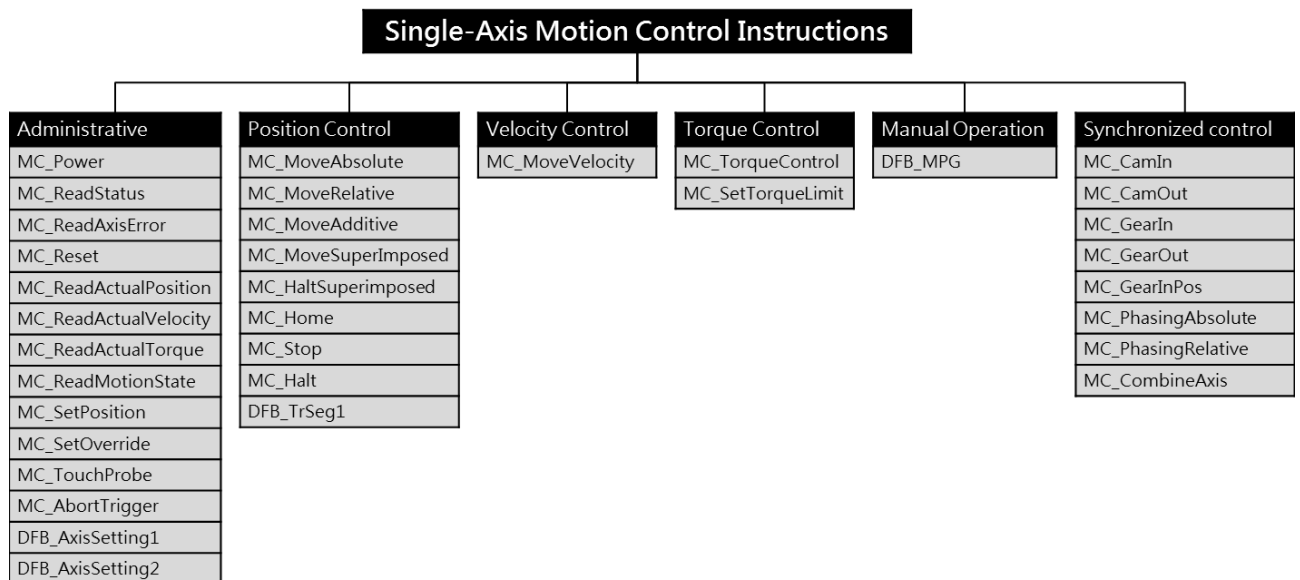 Single-Axis Motion Control Instructions
Administrative
MC_Power
MC_ReadStatus
MC_ReadAxisError
MC_Reset
MC_ReadActualPosition
MC_ReadActualVelocity
MC_ReadActualTorque
MC_ReadMotionState
MC_SetPosition
MC_SetOverride
MC_TouchProbe
MC_AbortTrigger
DFB_AxisSetting1
DFB_AxisSetting2
Position Control
MC_MoveAbsolute
MC_MoveRelative
MC_MoveAdditive
MC_MoveSuperImposed
MC_HaltSuperimposed
MC_Home
MC_Stop
MC_Halt
DFB_TrSeg1
Velocity Control
MC_MoveVelocity
Torque Control
MC_TorqueControl
MC_SetTorqueLimit
Manual Operation
DFB_MPG
Synchronized control
MC_CamIn
MC_CamOut
MC_GearIn
MC_GearOut
MC_GearInPos
MC_PhasingAbsolute
MC_PhasingRelative
MC_CombineAxis